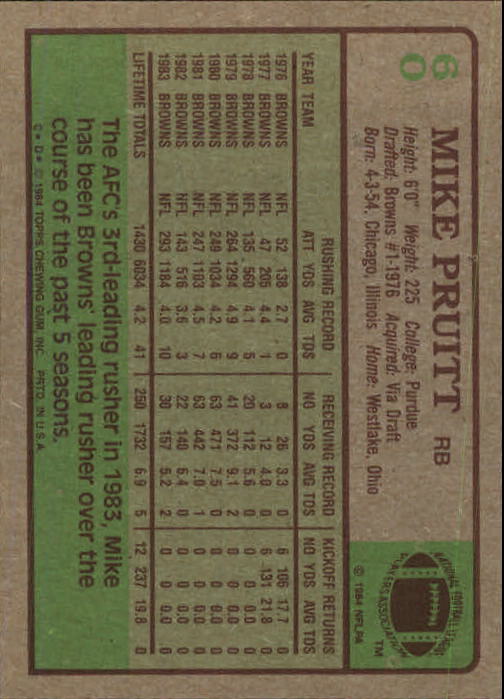 60
MIKE PRUITT RB
Height: 6'0" Weight: 225 College: Purdue
Drafted: Browns #1-1976 Acquired: Via Draft
Born: 4-3-54, Chicago, Illinois Home: Westlake, Ohio
NATIONAL FOOTBALL LEAGUE
PLAYERS ASSOCIATION
TM
© 1984 NFLPA
RUSHING RECORD RECEIVING RECORD KICKOFF RETURNS
YEAR TEAM ATT YDS AVG TDS NO YDS AVG TDS NO YDS AVG TDS
1976 BROWNS NFL 52 138 2.7 0 8 26 3.3 0 6 106 17.7 0
1977 BROWNS NFL 47 205 4.4 1 3 12 4.0 0 6 131 21.8 0
1978 BROWNS NFL 135 560 4.1 5 20 112 5.6 0 0 0 0.0 0
1979 BROWNS NFL 264 1294 4.9 9 41 372 9.1 2 0 0 0.0 0
1980 BROWNS NFL 249 1034 4.2 6 63 471 7.5 0 0 0 0.0 0
1981 BROWNS NFL 247 1103 4.5 7 63 442 7.0 1 0 0 0.0 0
1982 BROWNS NFL 143 516 3.6 3 22 140 6.4 0 0 0 0.0 0
1983 BROWNS NFL 293 1184 4.0 10 30 157 5.2 2 0 0 0.0 0
LIFETIME TOTALS 1430 6034 4.2 41 250 1732 6.9 5 12 237 19.8 0
The AFC's 3rd-leading rusher in 1983, Mike
has been Browns' leading rusher over the
course of the past 5 seasons.
C★D★ © 1984 TOPPS CHEWING GUM, INC. PRTD. IN U.S.A.